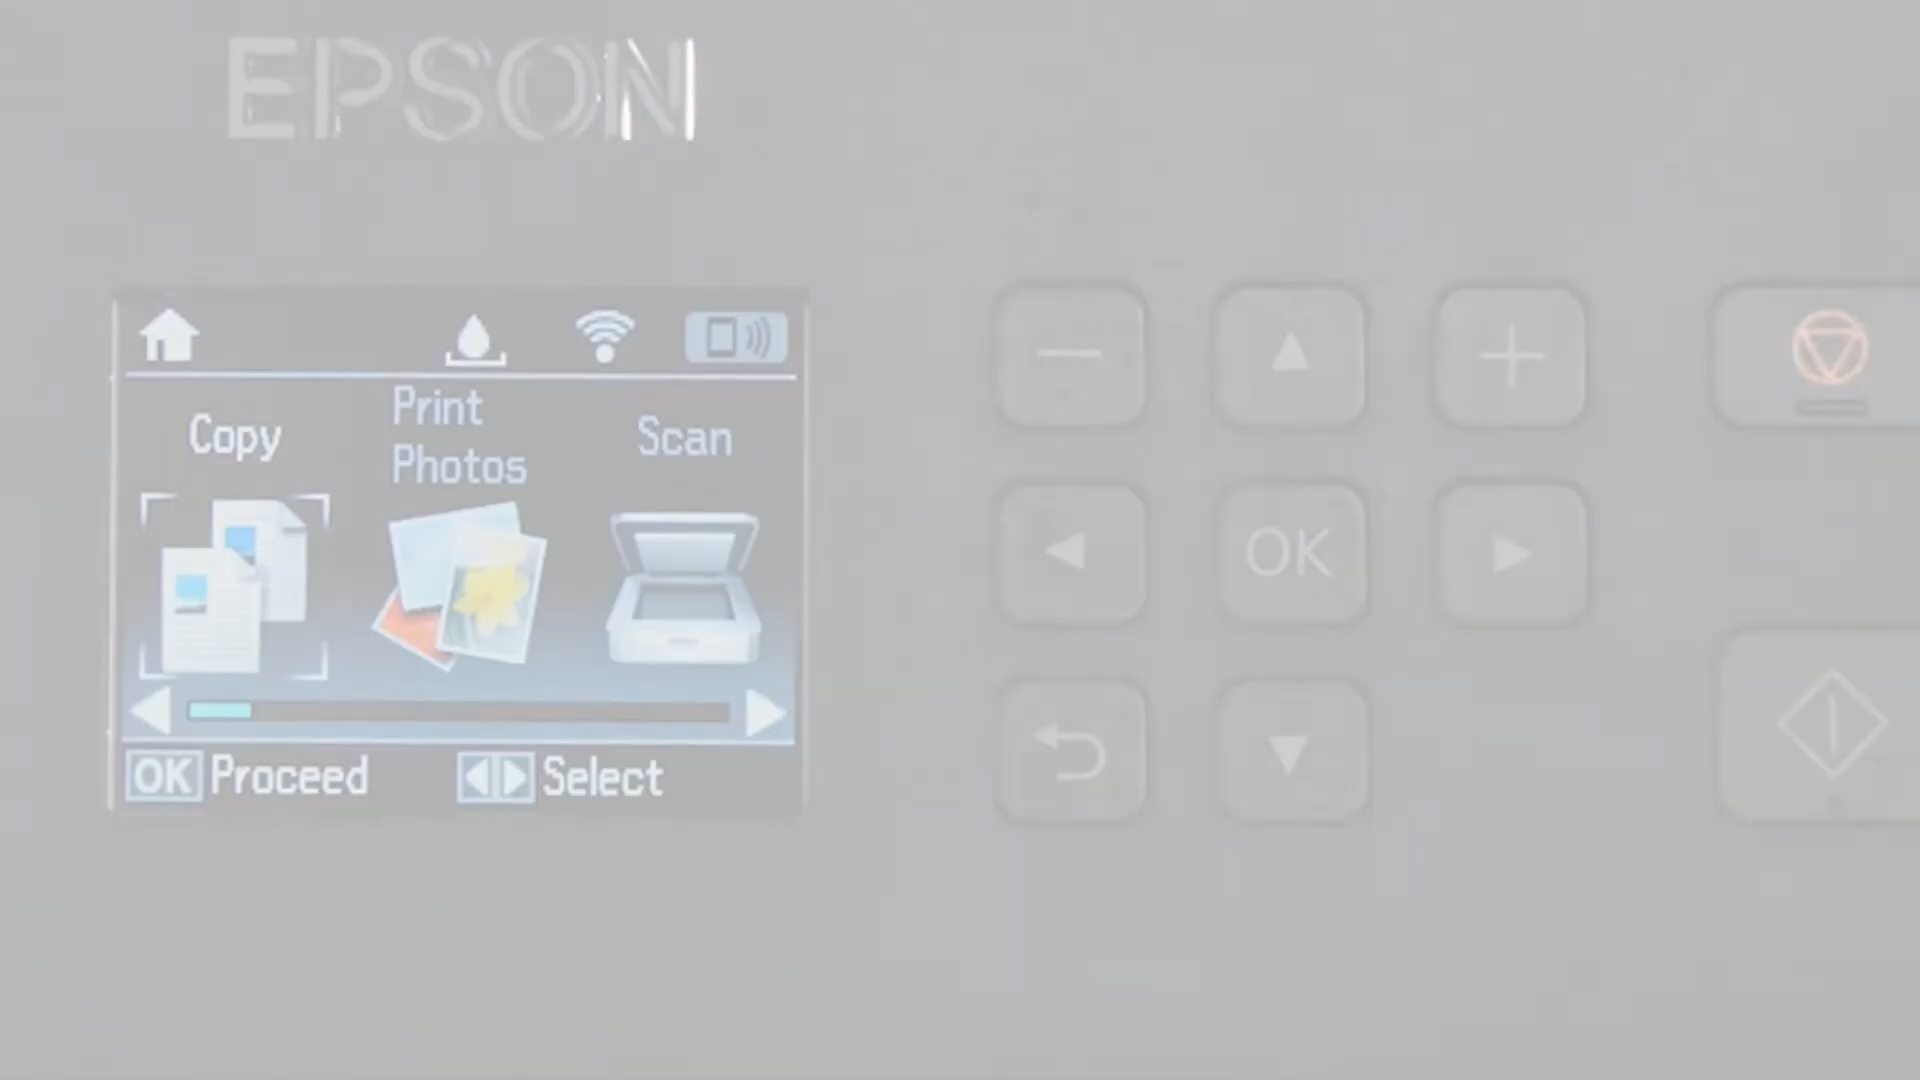 EPSON
Copy
Print
Photos
Scan
OK Proceed
Select
OK